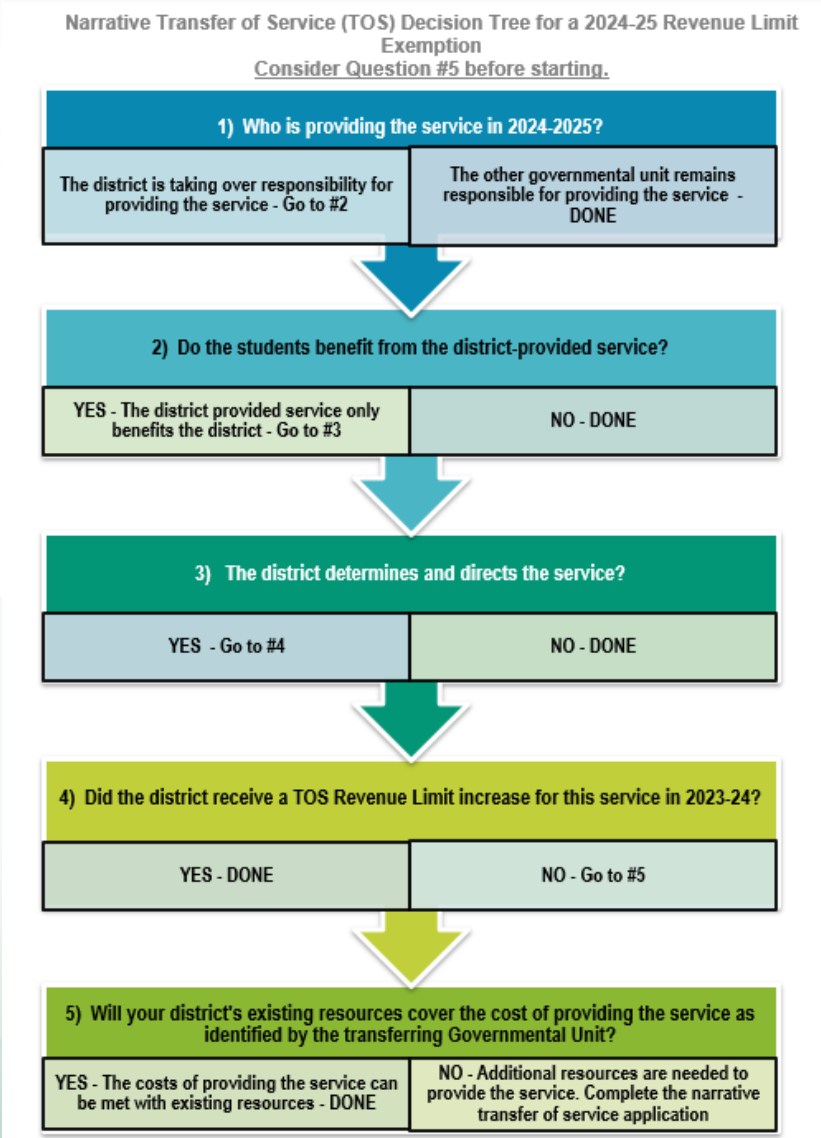 Narrative Transfer of Service (TOS) Decision Tree for a 2024-25 Revenue Limit
Exemption
Consider Question #5 before starting.
1) Who is providing the service in 2024-2025?
The district is taking over responsibility for
providing the service - Go to #2
The other governmental unit remains
responsible for providing the service -
DONE
2) Do the students benefit from the district-provided service?
YES - The district provided service only
benefits the district - Go to #3
NO - DONE
3) The district determines and directs the service?
YES - Go to #4
NO - DONE
4) Did the district receive a TOS Revenue Limit increase for this service in 2023-24?
YES - DONE
NO - Go to #5
5) Will your district's existing resources cover the cost of providing the service as
identified by the transferring Governmental Unit?
YES - The costs of providing the service can
be met with existing resources - DONE
NO - Additional resources are needed to
provide the service. Complete the narrative
transfer of service application